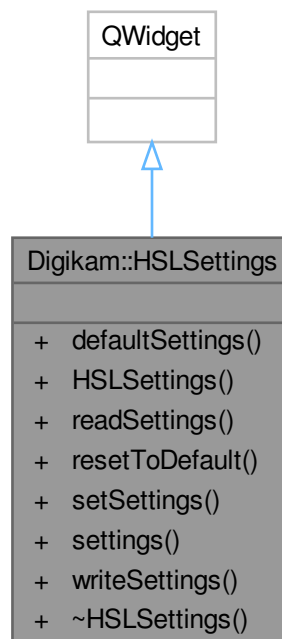 QWidget
Digikam::HSLSettings
+ defaultSettings()
+ HSLSettings()
+ readSettings()
+ resetToDefault()
+ setSettings()
+ settings()
+ writeSettings()
+ ~HSLSettings()